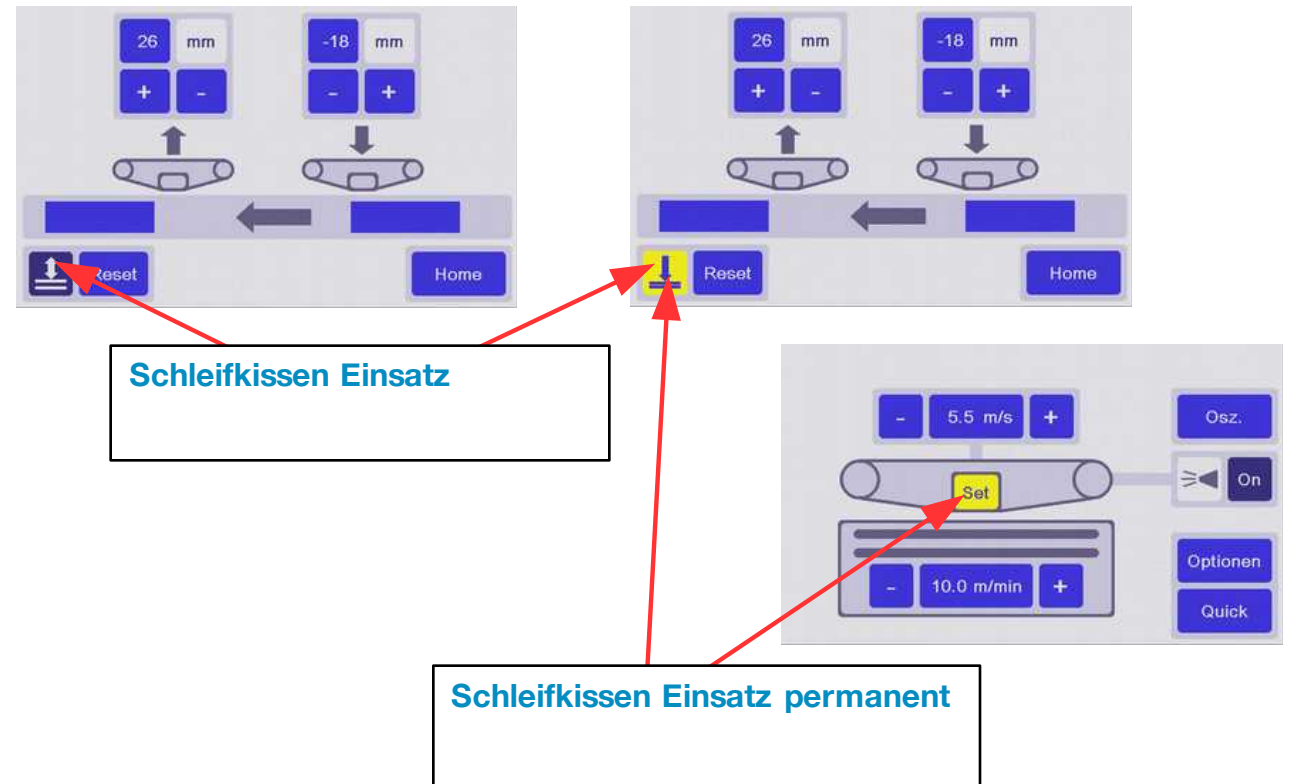 26 mm -18 mm
+ - - +
Reset Home
26 mm -18 mm
+ - - +
Reset Home
Schleifkissen Einsatz
- 5.5 m/s + Osz.
Set On
- 10.0 m/min + Optionen
Quick
Schleifkissen Einsatz permanent